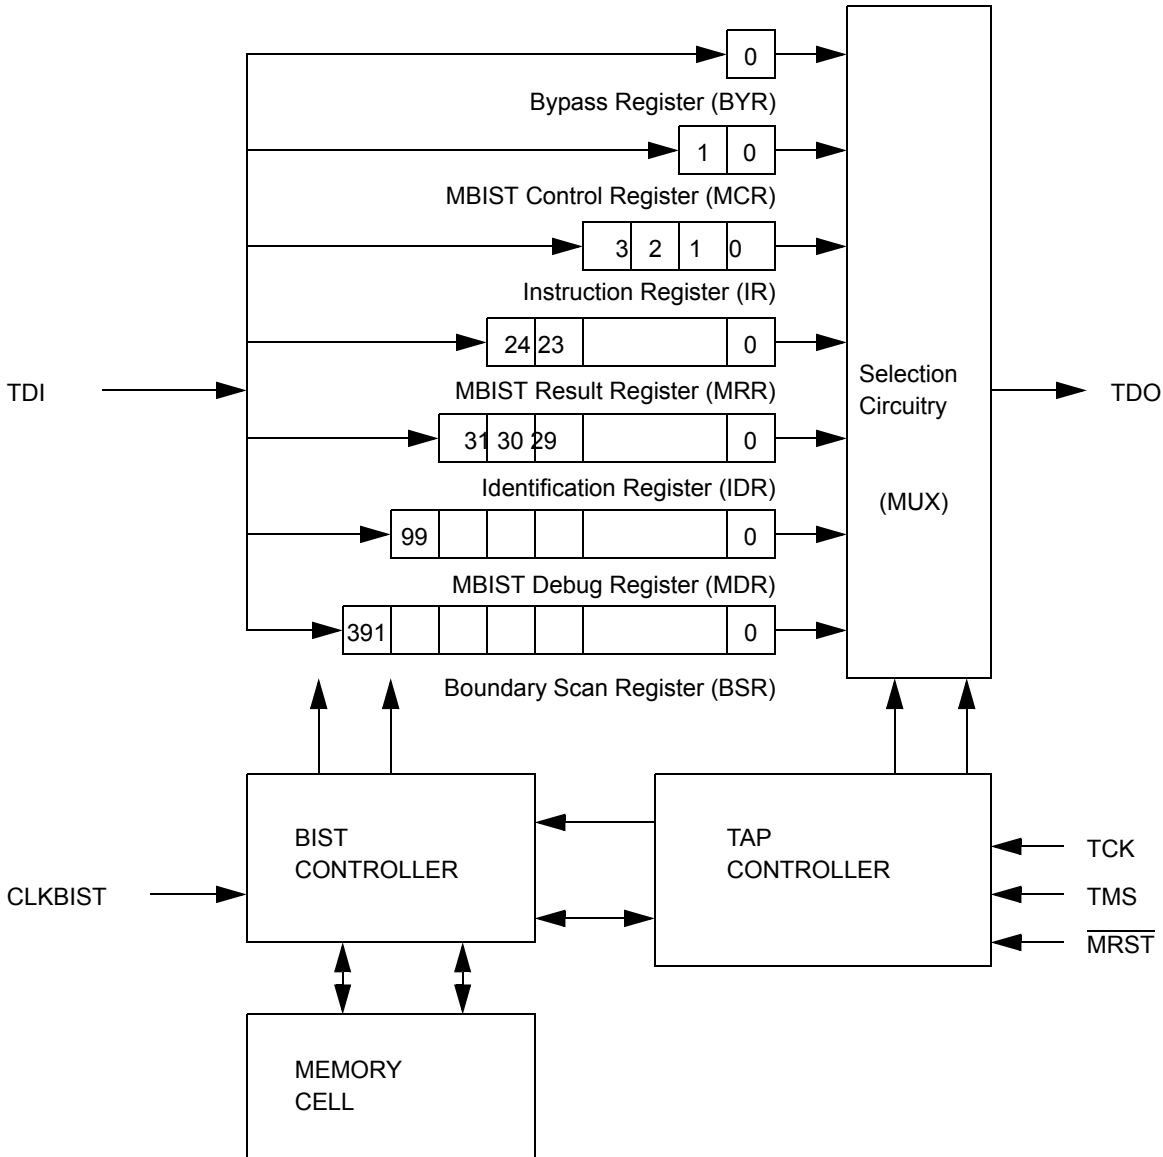 0
Bypass Register (BYR)
1 0
MBIST Control Register (MCR)
3 2 1 0
Instruction Register (IR)
24 23 0
MBIST Result Register (MRR)
TDI
Selection
Circuitry
TDO
31 30 29 0
Identification Register (IDR)
(MUX)
99 0
MBIST Debug Register (MDR)
391 0
Boundary Scan Register (BSR)
BIST
CONTROLLER
TAP
CONTROLLER
TCK
CLKBIST
TMS
MRST
MEMORY
CELL